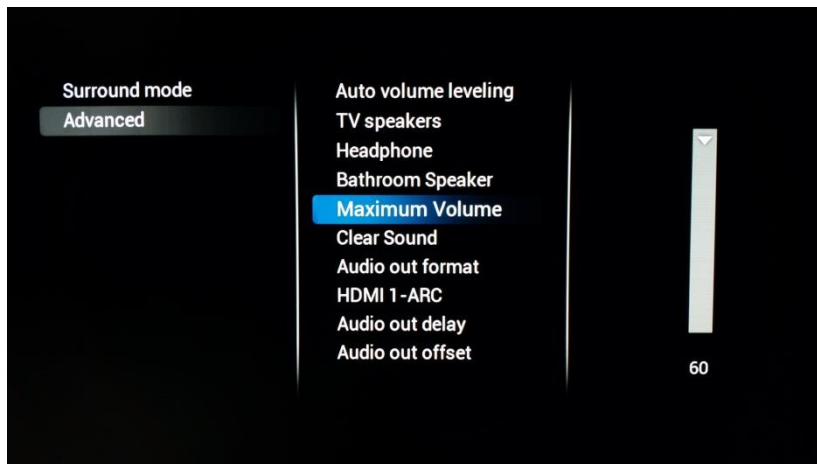 Surround mode
Advanced
Auto volume leveling
TV speakers
Headphone
Bathroom Speaker
Maximum Volume
Clear Sound
Audio out format
HDMI 1-ARC
Audio out delay
Audio out offset
60